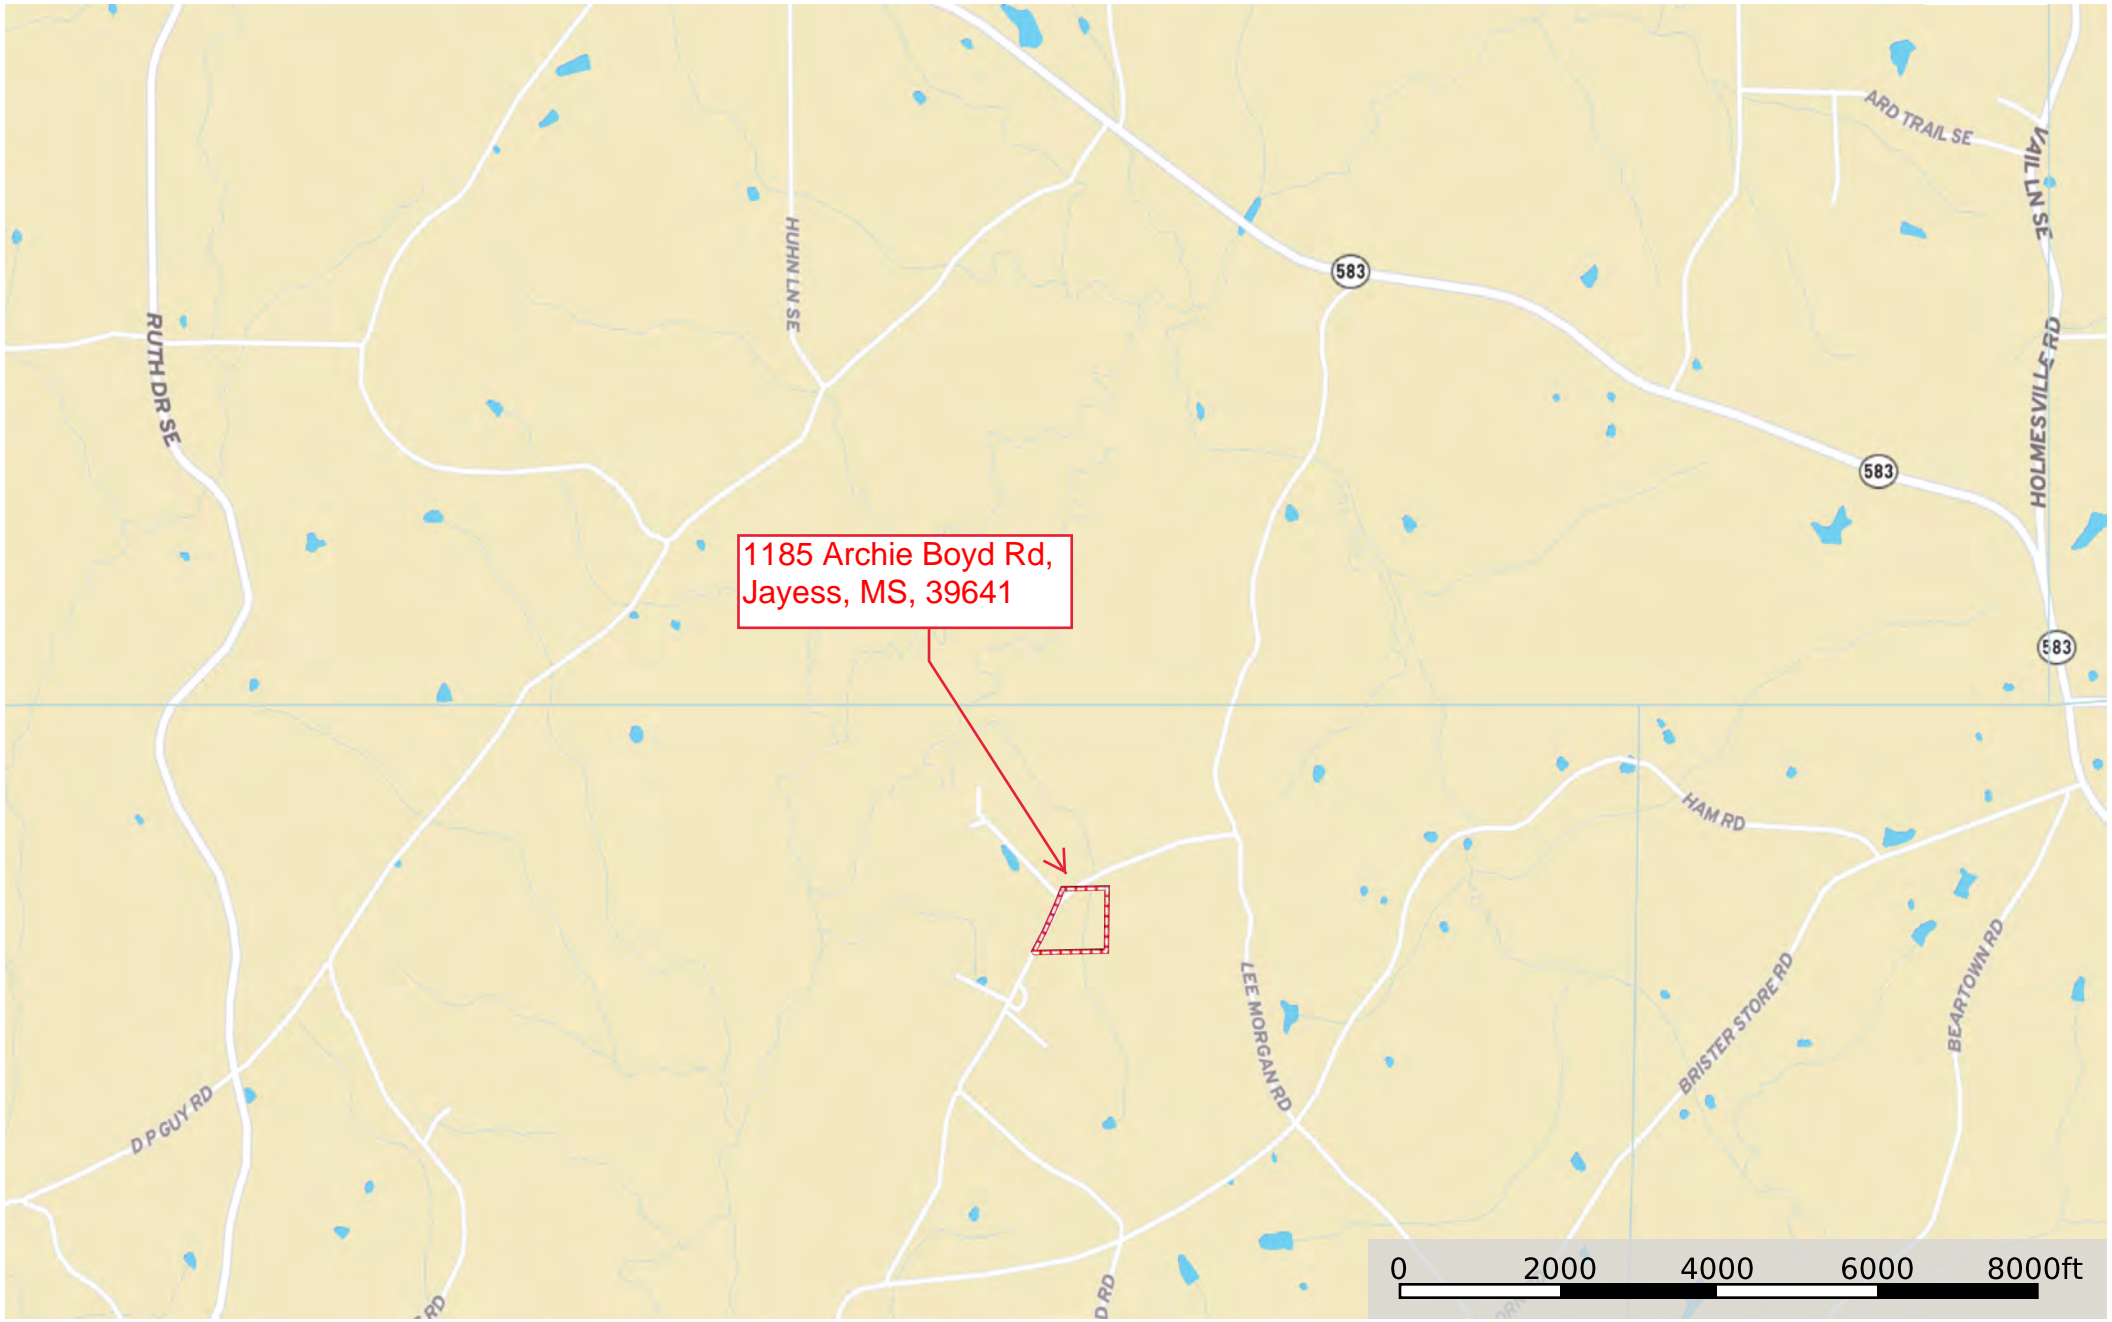 ARD TRAIL SE
VAIL LN SE
HUHN LN SE
583
RUTH DR SE
HOLMESVILLE RD
583
1185 Archie Boyd Rd,
Jayess, MS, 39641
583
HAM RD
LEE MORGAN RD
BRISTER STORE RD
BEARTOWN RD
D P GUY RD
RD
D RD
0 2000 4000 6000 8000ft